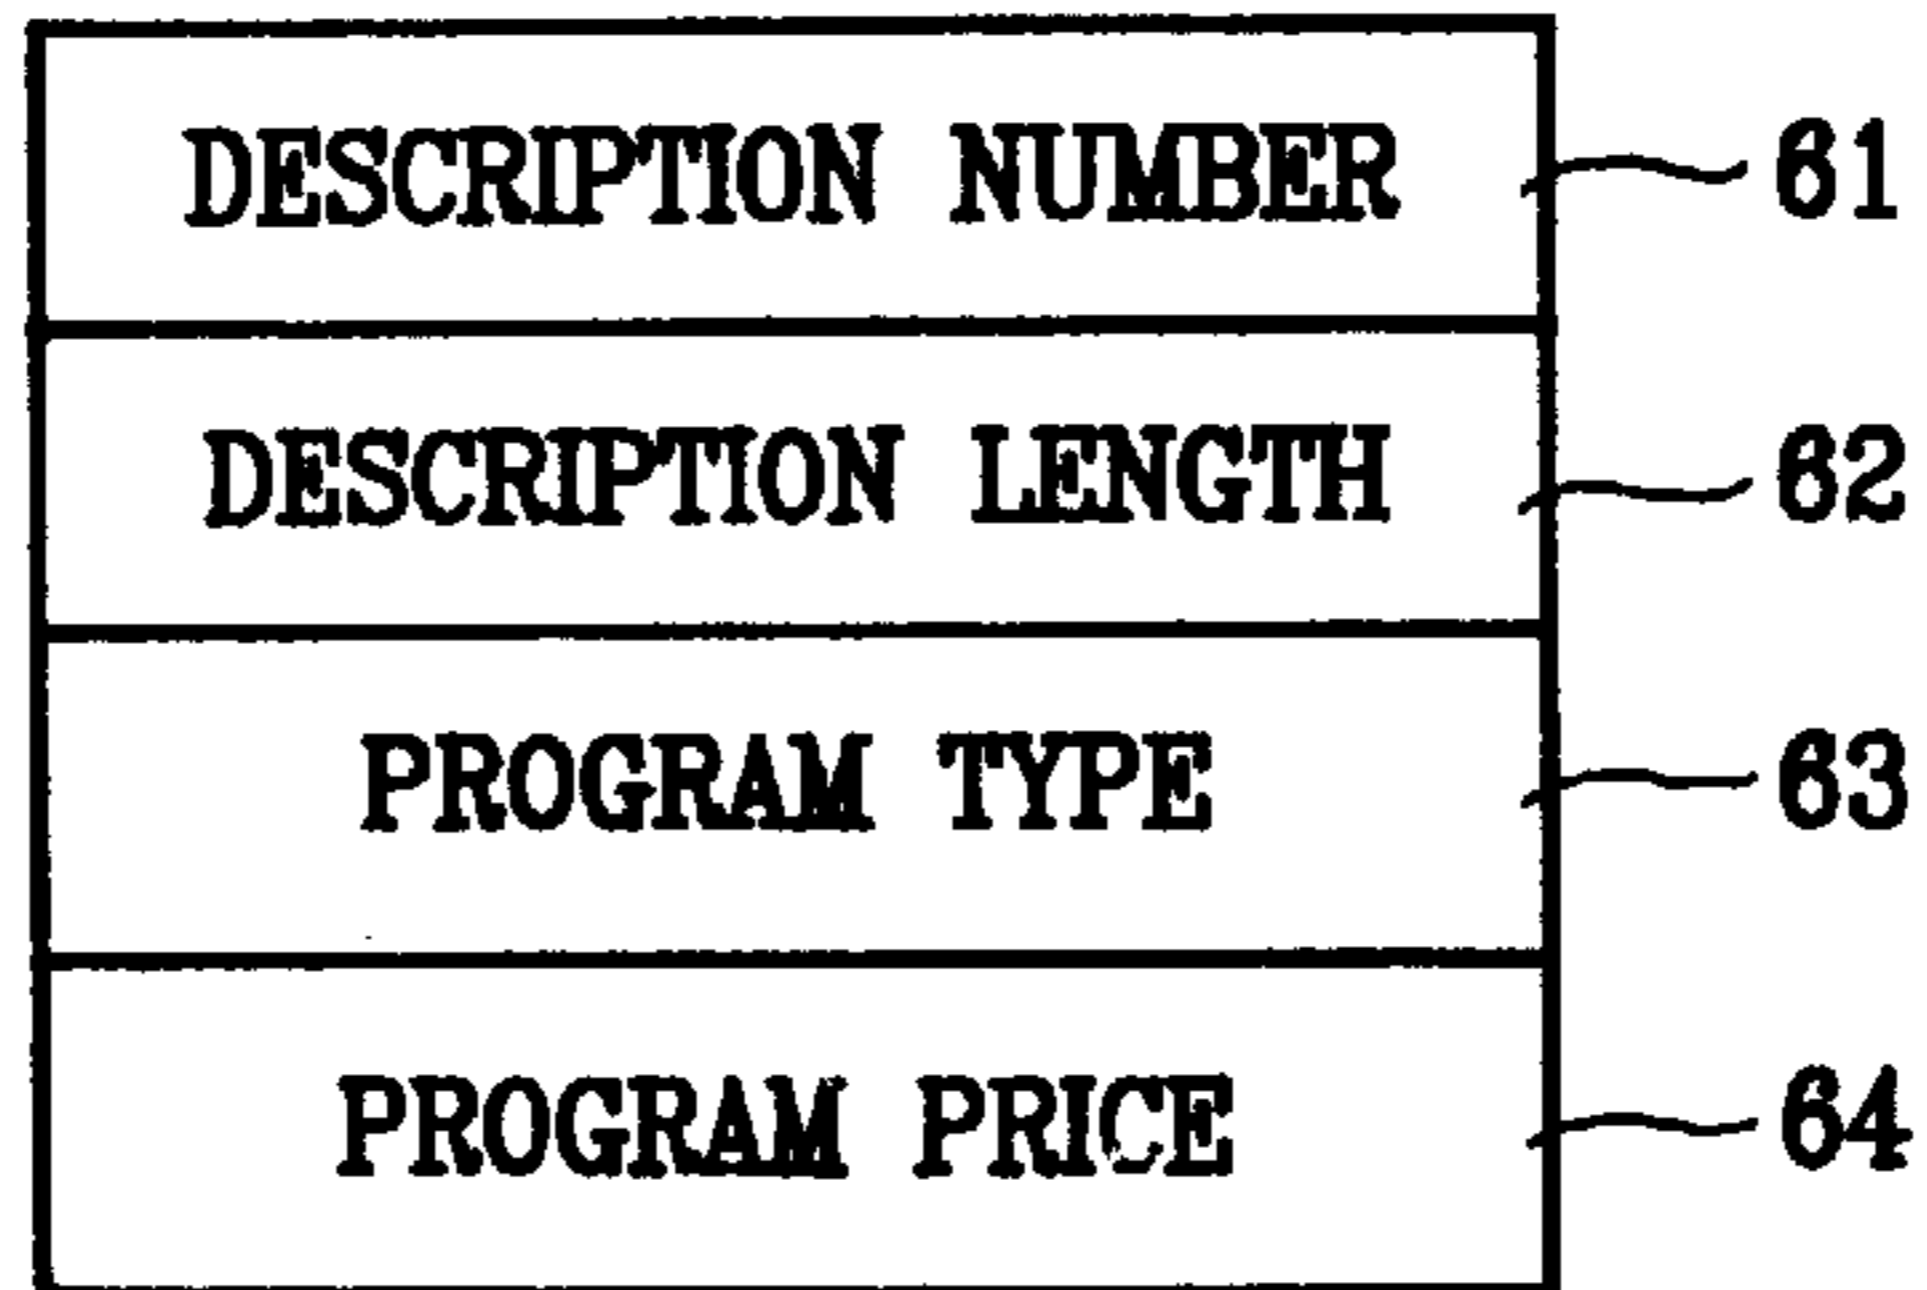 DESCRIPTION NUMBER 61
DESCRIPTION LENGTH 62
PROGRAM TYPE 63
PROGRAM PRICE 64